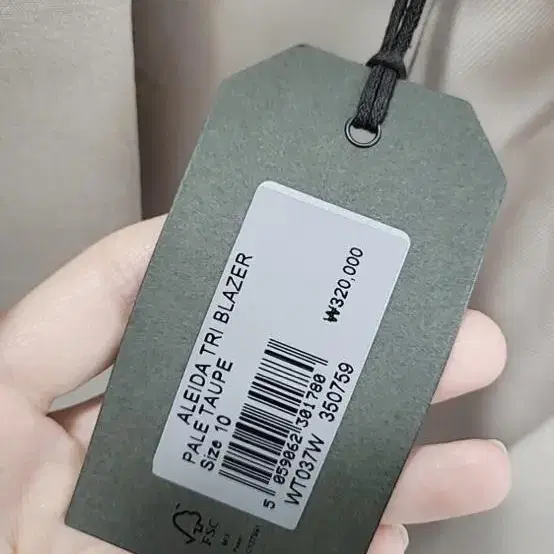 ALEIDA TRI BLAZER
PALE TAUPE
Size 10
₩320,000
5 059062 301780
WT037W 350759
FSC